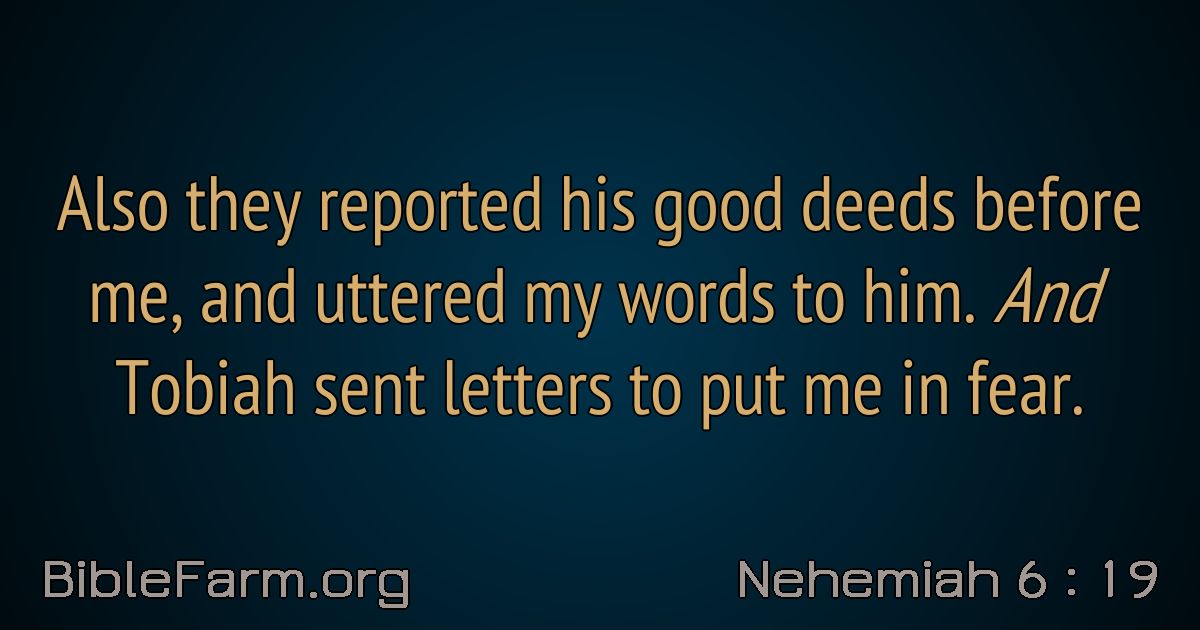 Also they reported his good deeds before
me, and uttered my words to him. And
Tobiah sent letters to put me in fear.
BibleFarm.org
Nehemiah 6 : 19